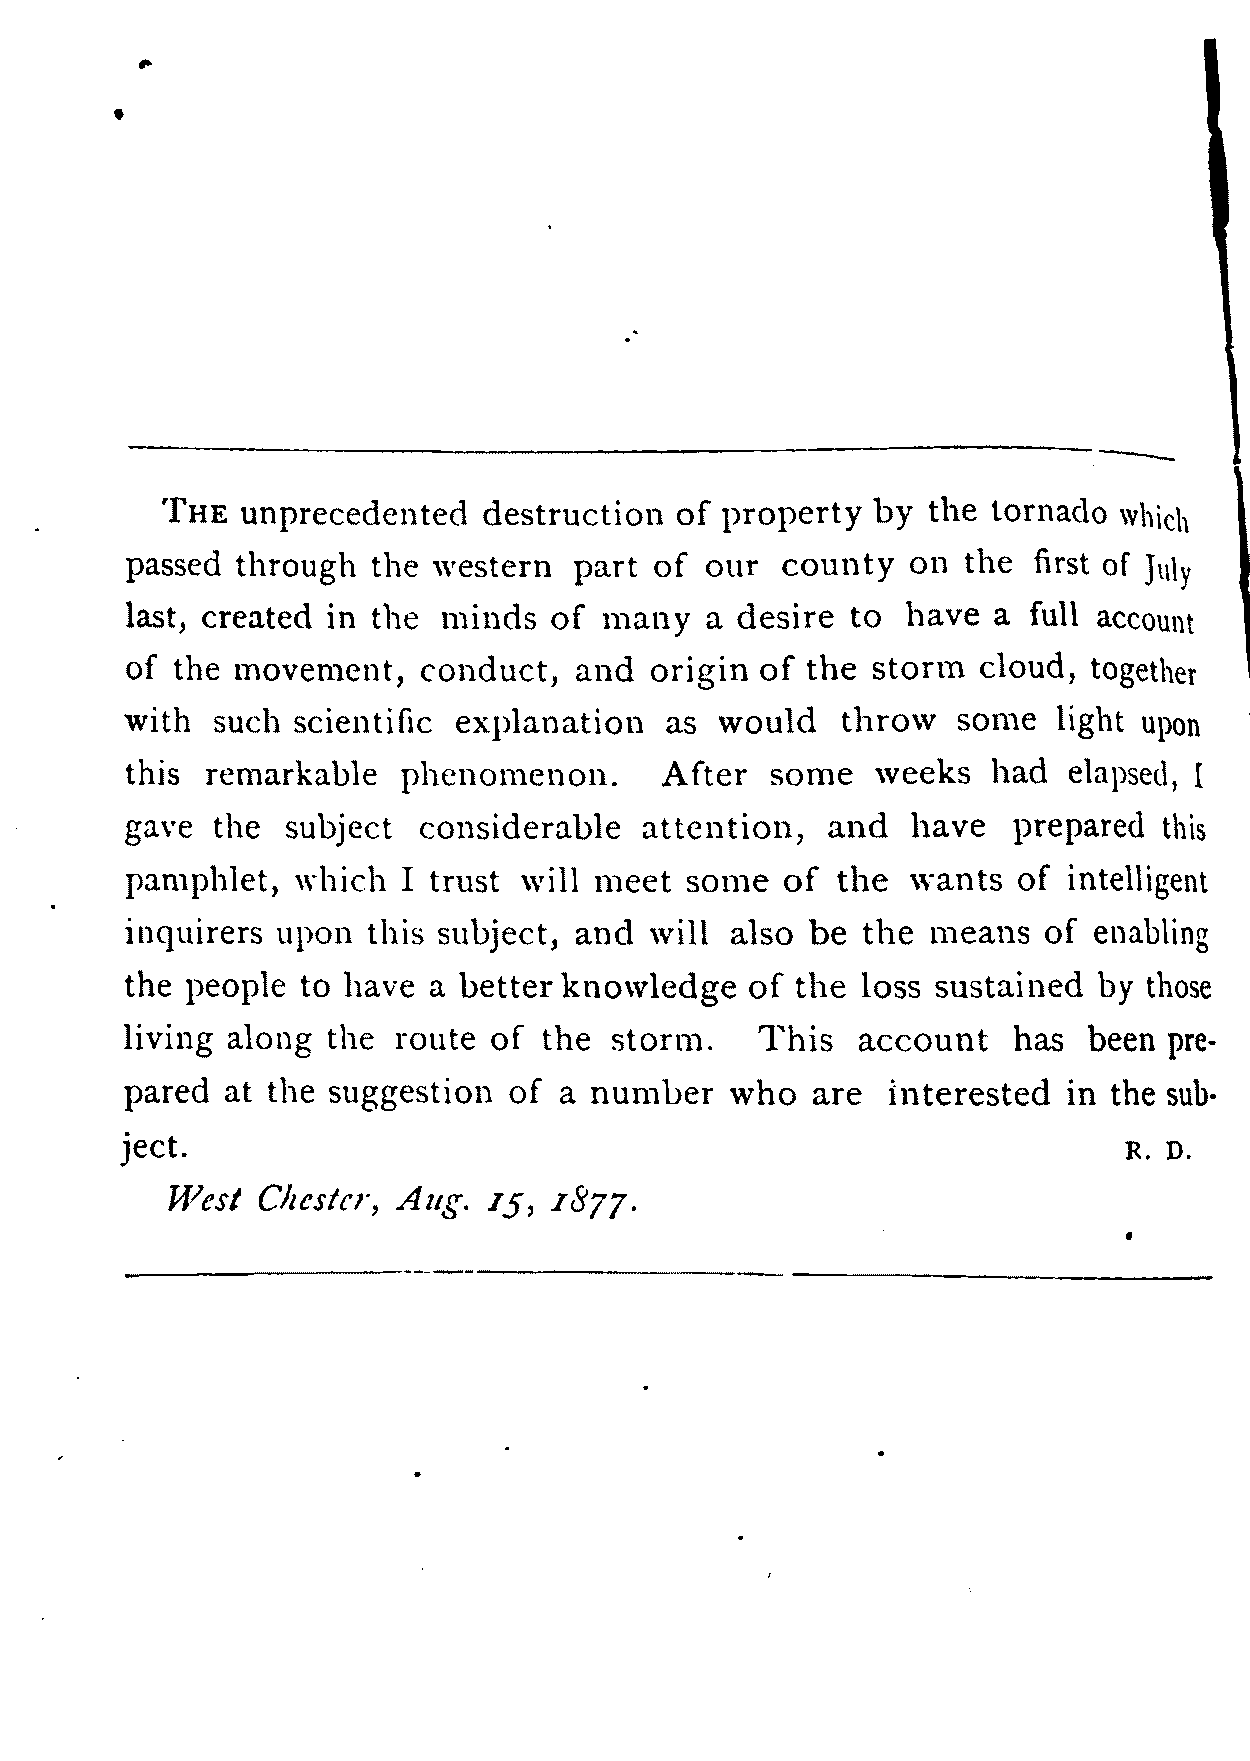 THE unprecedented destruction of property by the tornado which
passed through the western part of our county on the first of July
last, created in the minds of many a desire to have a full account
of the movement, conduct, and origin of the storm cloud, together
with such scientific explanation as would throw some light upon
this remarkable phenomenon. After some weeks had elapsed, I
gave the subject considerable attention, and have prepared this
pamphlet, which I trust will meet some of the wants of intelligent
inquirers upon this subject, and will also be the means of enabling
the people to have a better knowledge of the loss sustained by those
living along the route of the storm. This account has been pre-
pared at the suggestion of a number who are interested in the sub-
ject. R. D.
West Chester, Aug. 15, 1877.